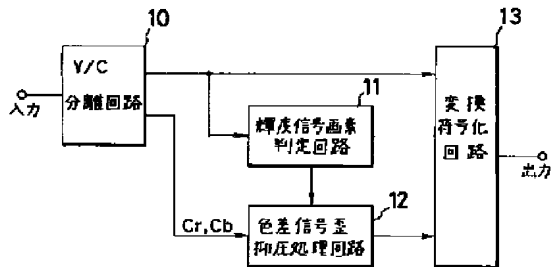 10
Y/C
分離回路
入力
11
輝度信号画素
判定回路
Cr,Cb
12
色差信号歪
抑圧処理回路
13
変換
符号化
回路
出力